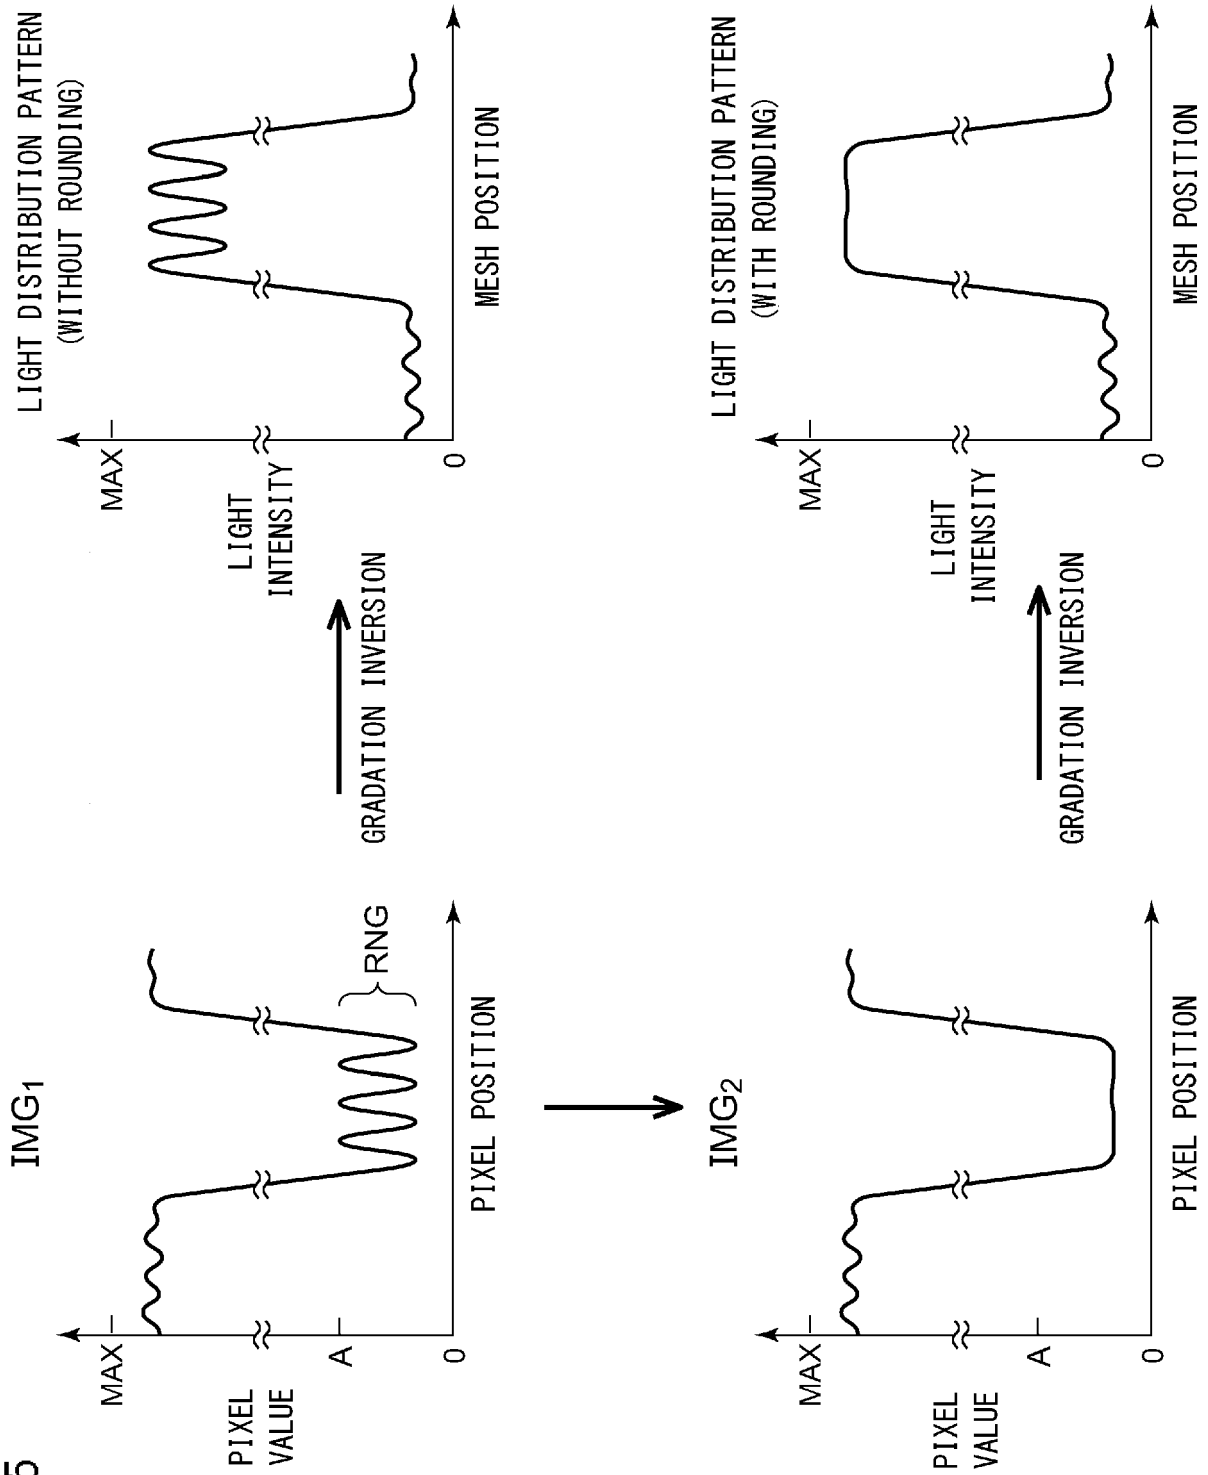 5
IMG1
MAX
PIXEL
VALUE
A
0
RNG
PIXEL POSITION
GRADATION INVERSION
LIGHT DISTRIBUTION PATTERN
(WITHOUT ROUNDING)
MAX
LIGHT
INTENSITY
0
MESH POSITION
IMG2
MAX
PIXEL
VALUE
A
0
PIXEL POSITION
GRADATION INVERSION
LIGHT DISTRIBUTION PATTERN
(WITH ROUNDING)
MAX
LIGHT
INTENSITY
0
MESH POSITION